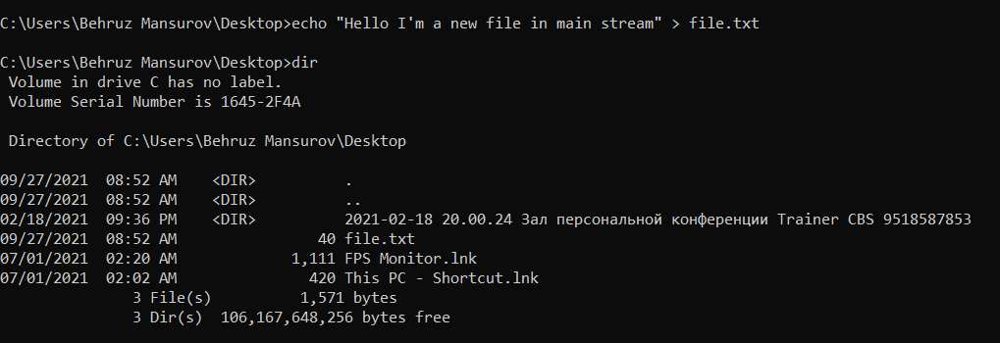 C:\Users\Behruz Mansurov\Desktop>echo "Hello I'm a new file in main stream" > file.txt
C:\Users\Behruz Mansurov\Desktop>dir
Volume in drive C has no label.
Volume Serial Number is 1645-2F4A
Directory of C:\Users\Behruz Mansurov\Desktop
09/27/2021  08:52 AM    <DIR>          .
09/27/2021  08:52 AM    <DIR>          ..
02/18/2021  09:36 PM    <DIR>          2021-02-18 20.00.24 Зал персональной конференции Trainer CBS 9518587853
09/27/2021  08:52 AM                40 file.txt
07/01/2021  02:20 AM             1,111 FPS Monitor.lnk
07/01/2021  02:02 AM               420 This PC - Shortcut.lnk
3 File(s)          1,571 bytes
3 Dir(s)  106,167,648,256 bytes free